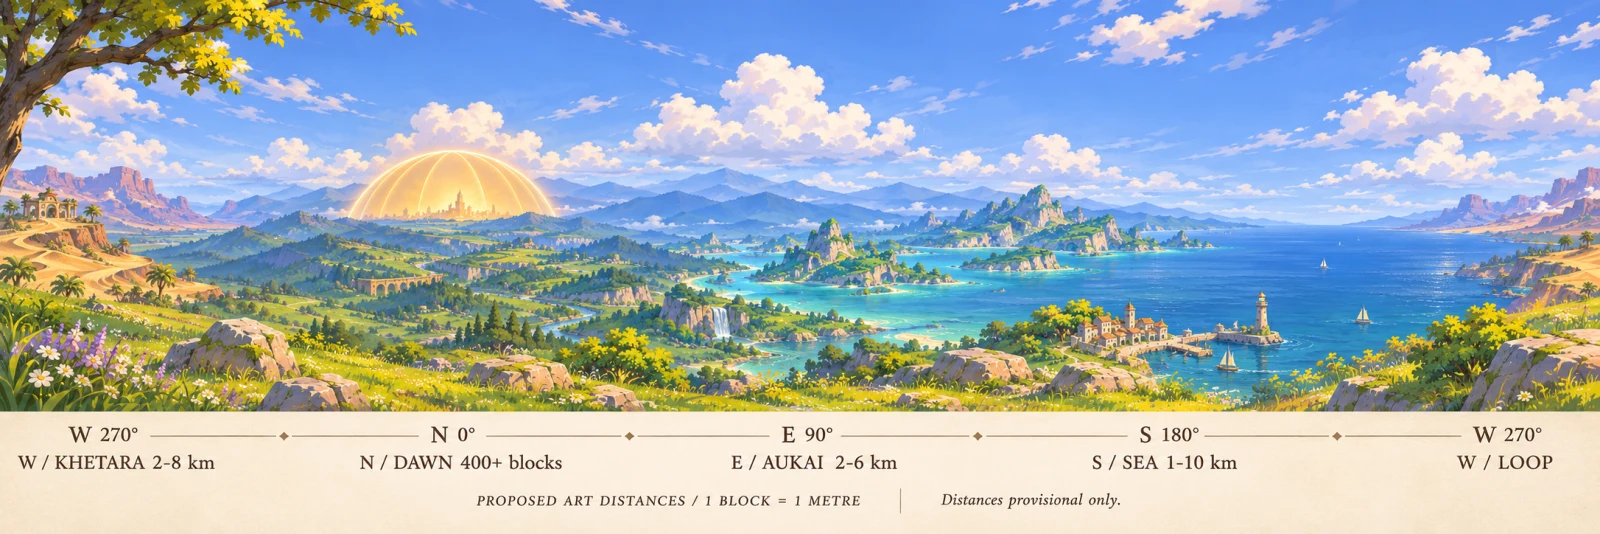 W 270° N 0° E 90° S 180° W 270°
W / KHETARA 2-8 km N / DAWN 400+ blocks E / AUKAI 2-6 km S / SEA 1-10 km W / LOOP
PROPOSED ART DISTANCES / 1 BLOCK = 1 METRE Distances provisional only.